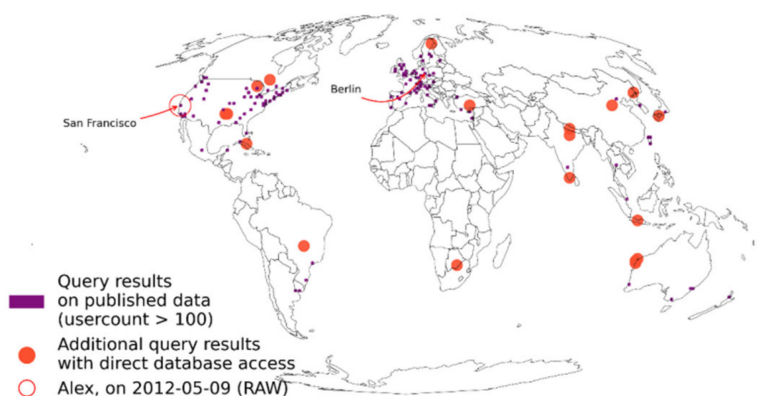 Berlin
San Francisco
Query results
on published data
(usercount > 100)
Additional query results
with direct database access
Alex, on 2012-05-09 (RAW)